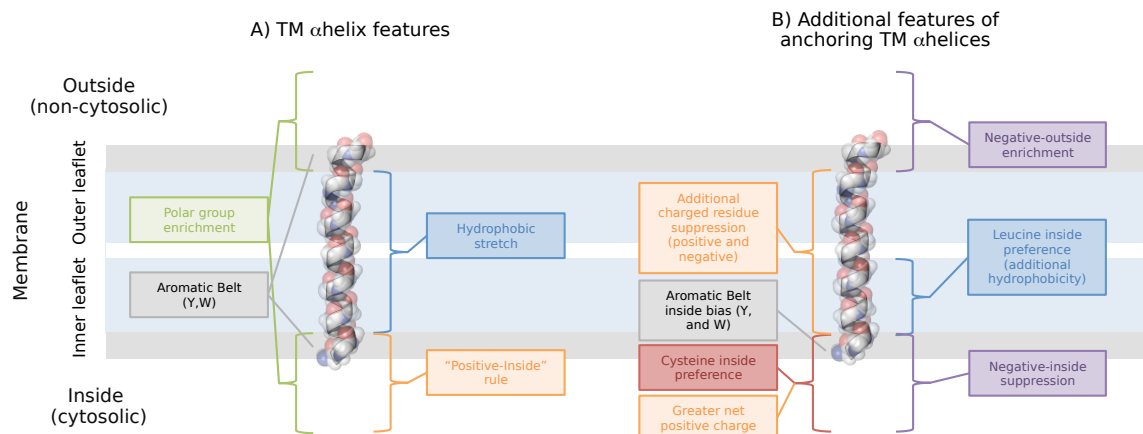 A) TM αhelix features
B) Additional features of
anchoring TM αhelices
Outside
(non-cytosolic)
Membrane
Outer leaflet
Inner leaflet
Inside
(cytosolic)
Polar group
enrichment
Aromatic Belt
(Y,W)
Hydrophobic
stretch
“Positive-Inside”
rule
Additional
charged residue
suppression
(positive and
negative)
Aromatic Belt
inside bias (Y,
and W)
Cysteine inside
preference
Greater net
positive charge
Negative-outside
enrichment
Leucine inside
preference
(additional
hydrophobicity)
Negative-inside
suppression